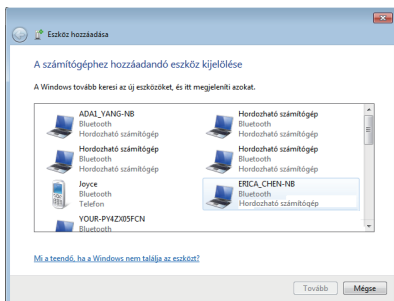 Eszköz hozzáadása
A számítógéphez hozzáadandó eszköz kijelölése
A Windows tovább keresi az új eszközöket, és itt megjeleníti azokat.
ADA1_YANG-NB
Bluetooth
Hordozható számítógép
Hordozható számítógép
Bluetooth
Hordozható számítógép
Hordozható számítógép
Bluetooth
Hordozható számítógép
Hordozható számítógép
Bluetooth
Hordozható számítógép
Joyce
Bluetooth
Telefon
ERICA_CHEN-NB
Bluetooth
Hordozható számítógép
YOUR-PY4ZX05FCN
Bluetooth
Mi a teendő, ha a Windows nem találja az eszközt?
Tovább
Mégse